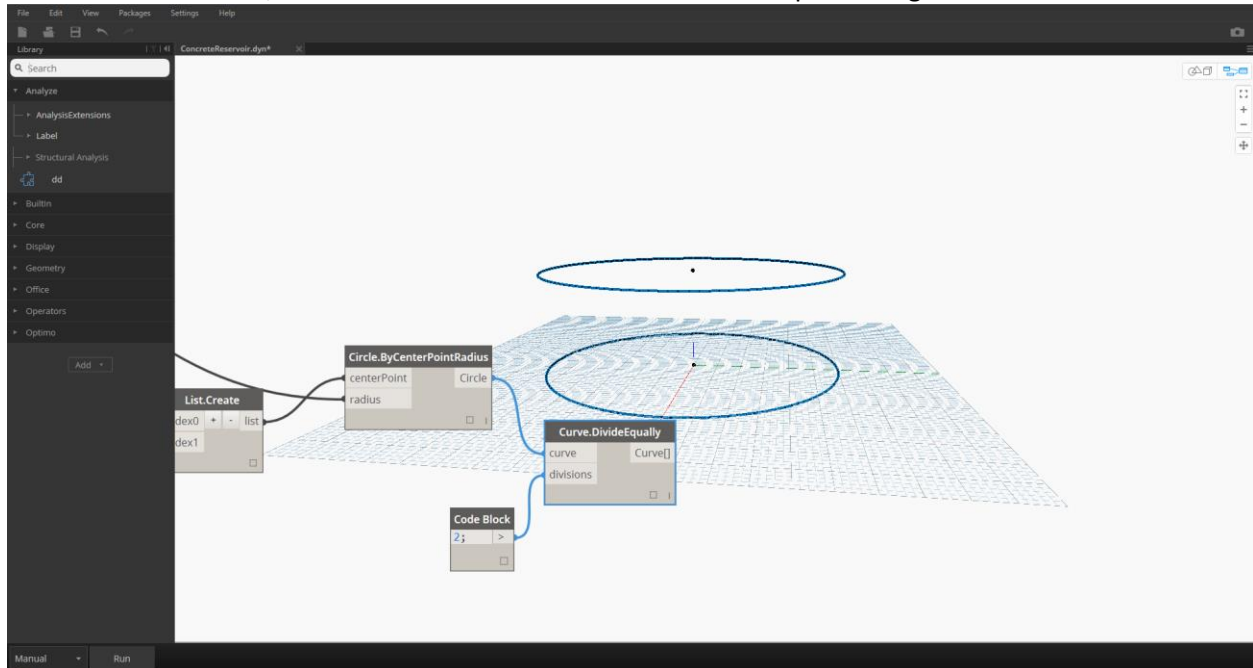 File Edit View Packages Settings Help
Library
ConcreteReservoir.dyn*
Search
Analyze
AnalysisExtensions
Label
Structural Analysis
dd
Builtin
Core
Display
Geometry
Office
Operators
Optimo
Add
Circle.ByCenterPointRadius
centerPoint Circle
radius
List.Create
dex0 + - list
dex1
Curve.DivideEqually
curve Curve[]
divisions
Code Block
2; >
Manual Run